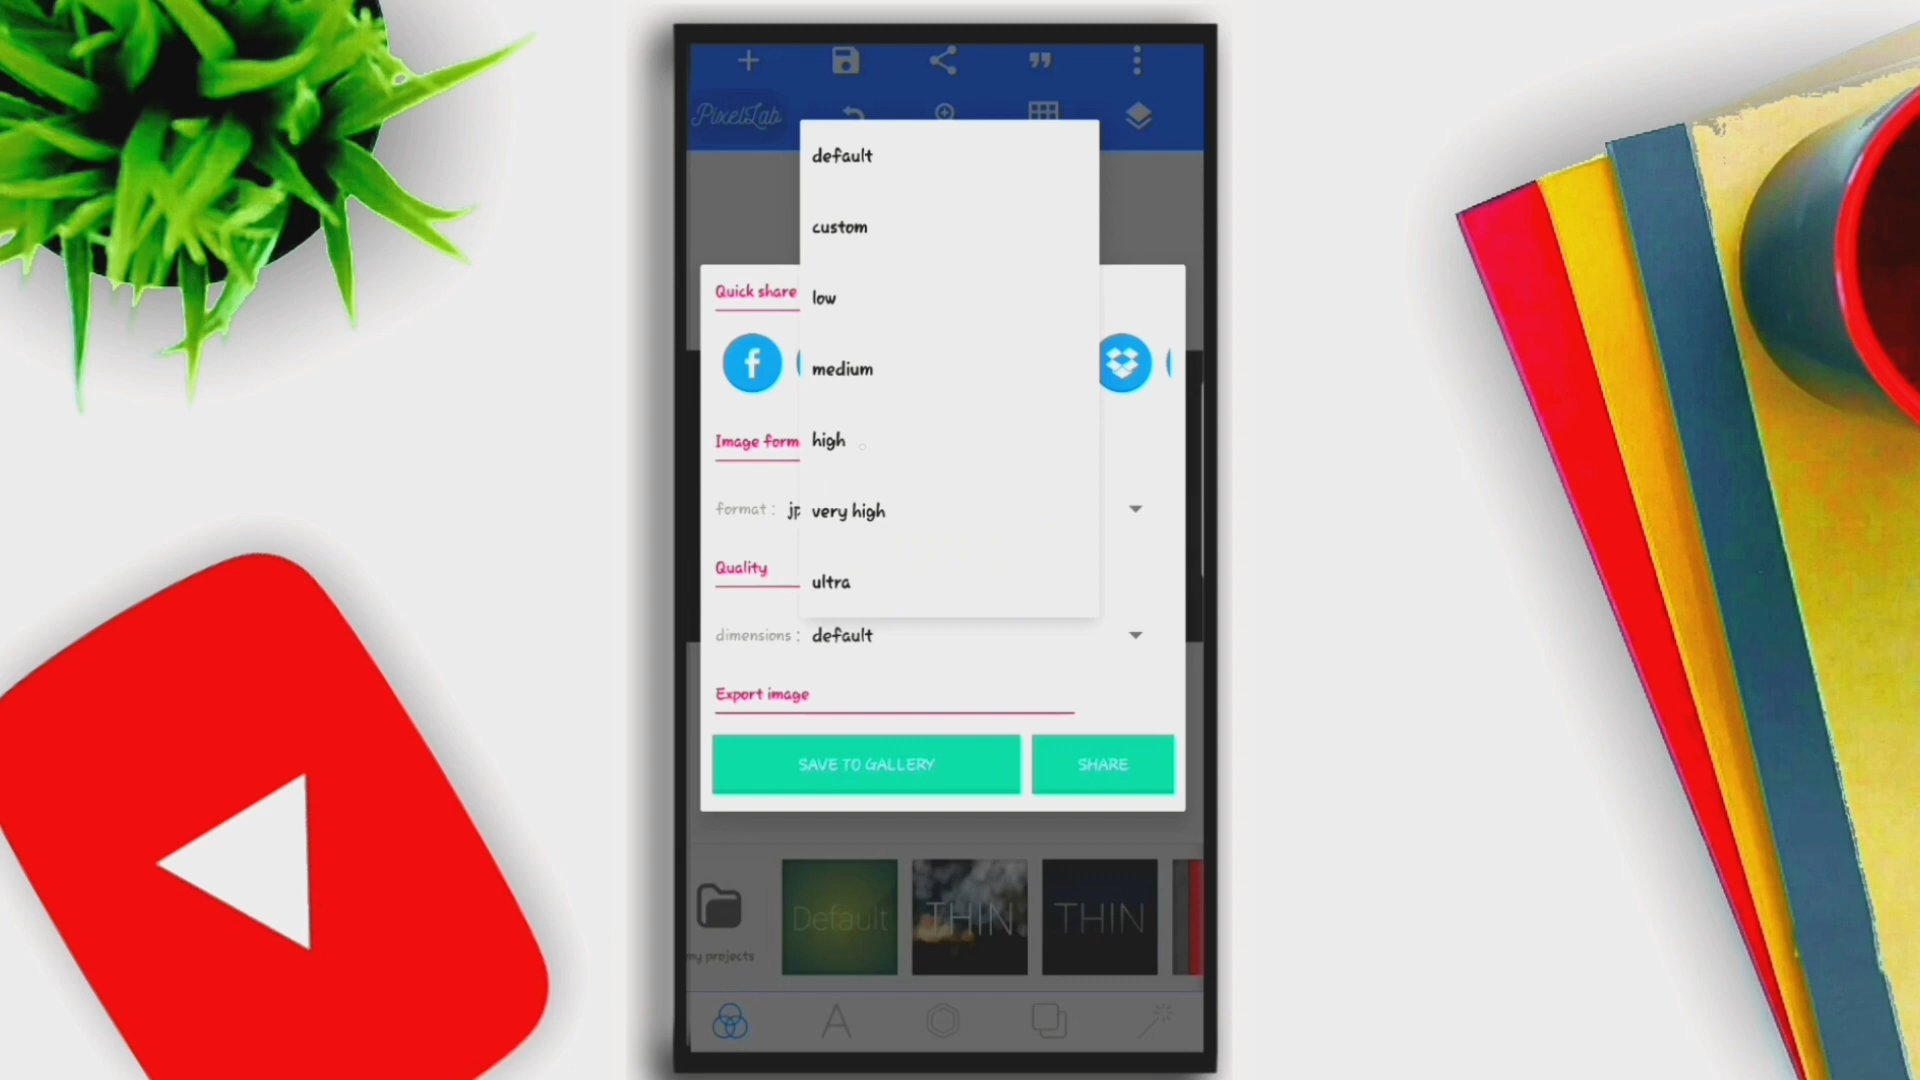 PixelLab
default
custom
Quick share
low
medium
Image form
high
format : jp
very high
Quality
ultra
dimensions : default
Export image
SAVE TO GALLERY
SHARE
Default
THIN
THIN
my projects